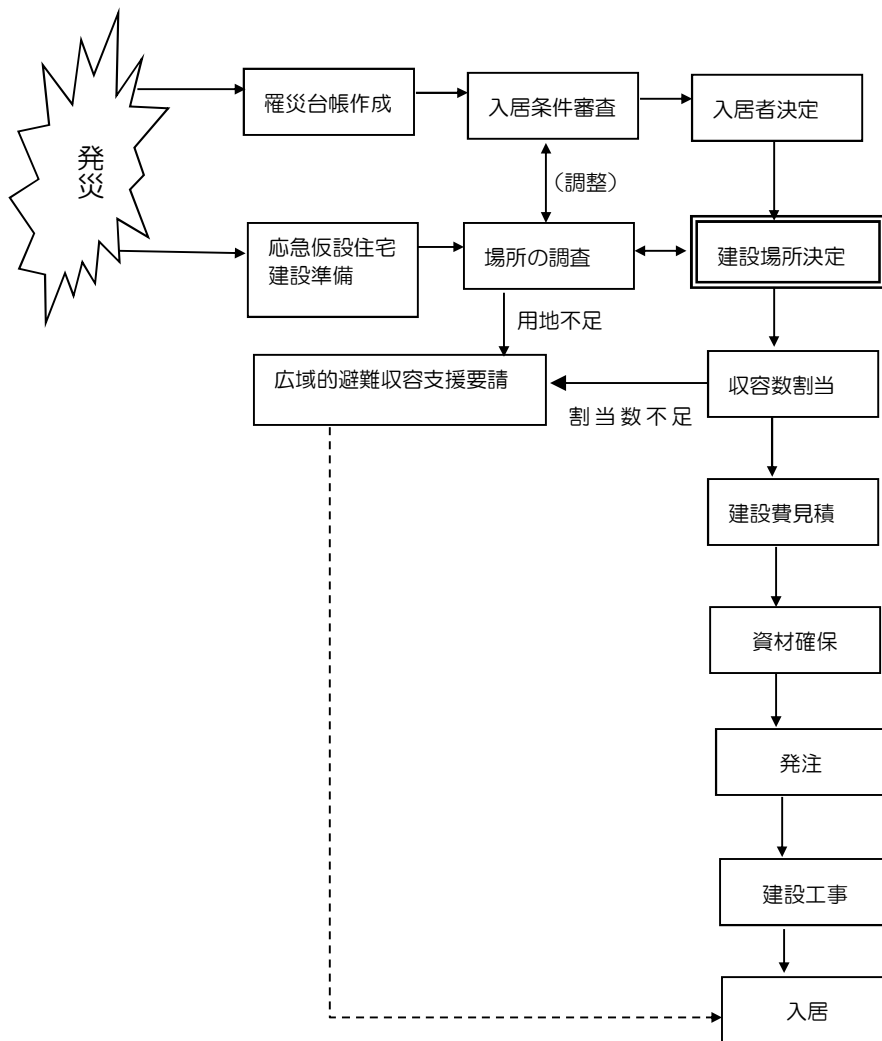 発災
罹災台帳作成
入居条件審査
入居者決定
（調整）
応急仮設住宅
建設準備
場所の調査
建設場所決定
用地不足
広域的避難収容支援要請
収容数割当
割当数不足
建設費見積
資材確保
発注
建設工事
入居